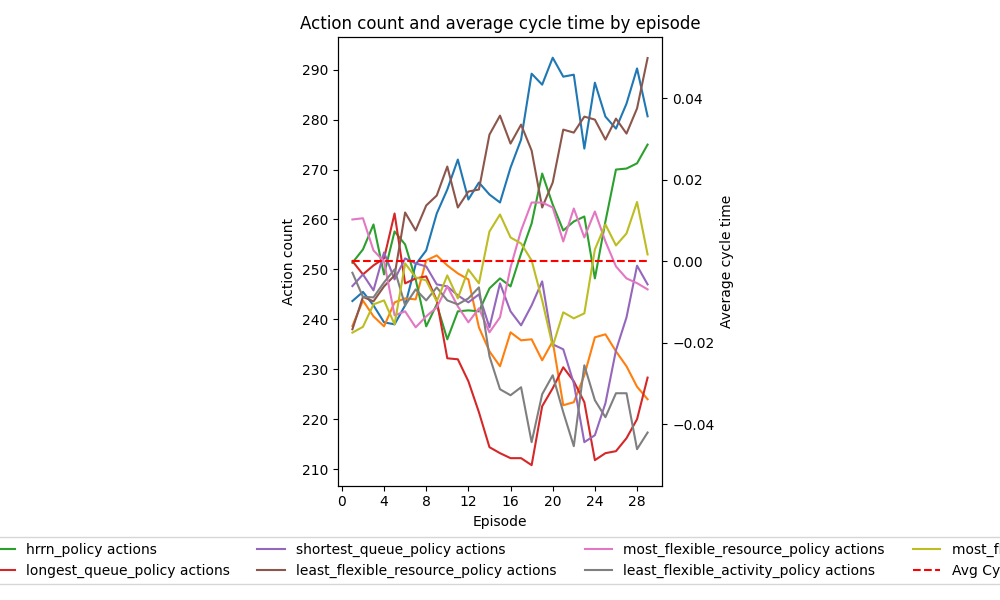 Action count and average cycle time by episode
290
280
270
260
250
240
230
220
210
Action count
0.04
0.02
0.00
−0.02
−0.04
Average cycle time
0 4 8 12 16 20 24 28
Episode
hrrn_policy actions shortest_queue_policy actions most_flexible_resource_policy actions most_fl
longest_queue_policy actions least_flexible_resource_policy actions least_flexible_activity_policy actions Avg Cy